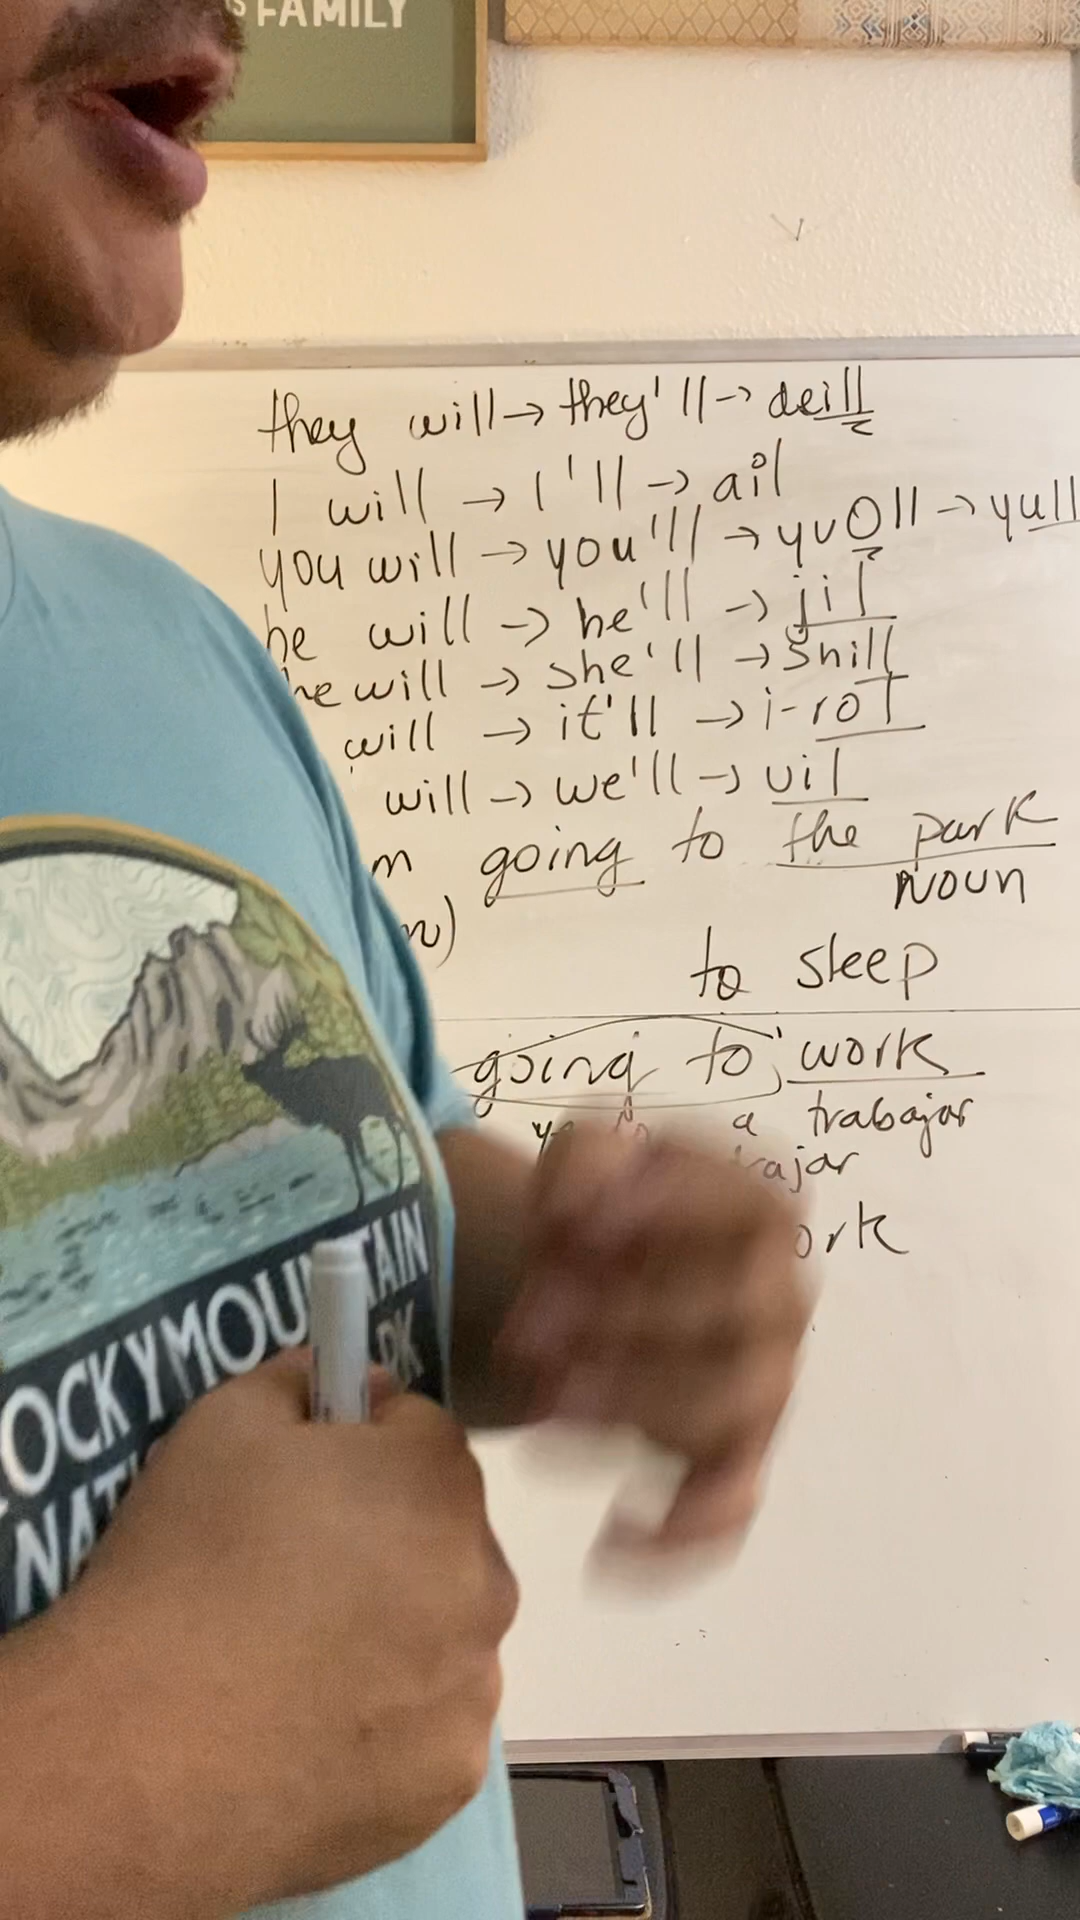 FAMILY
they will → they'll → deill
I will → I'll → ail
you will → you'll → yuOll → yull
he will → he'll → jil
he will → she'll → shill
will → it'll → i-rol
will → we'll → uil
m going to the park
NOUN
to sleep
going to work
a trabajar
ROCKY MOUNTAIN